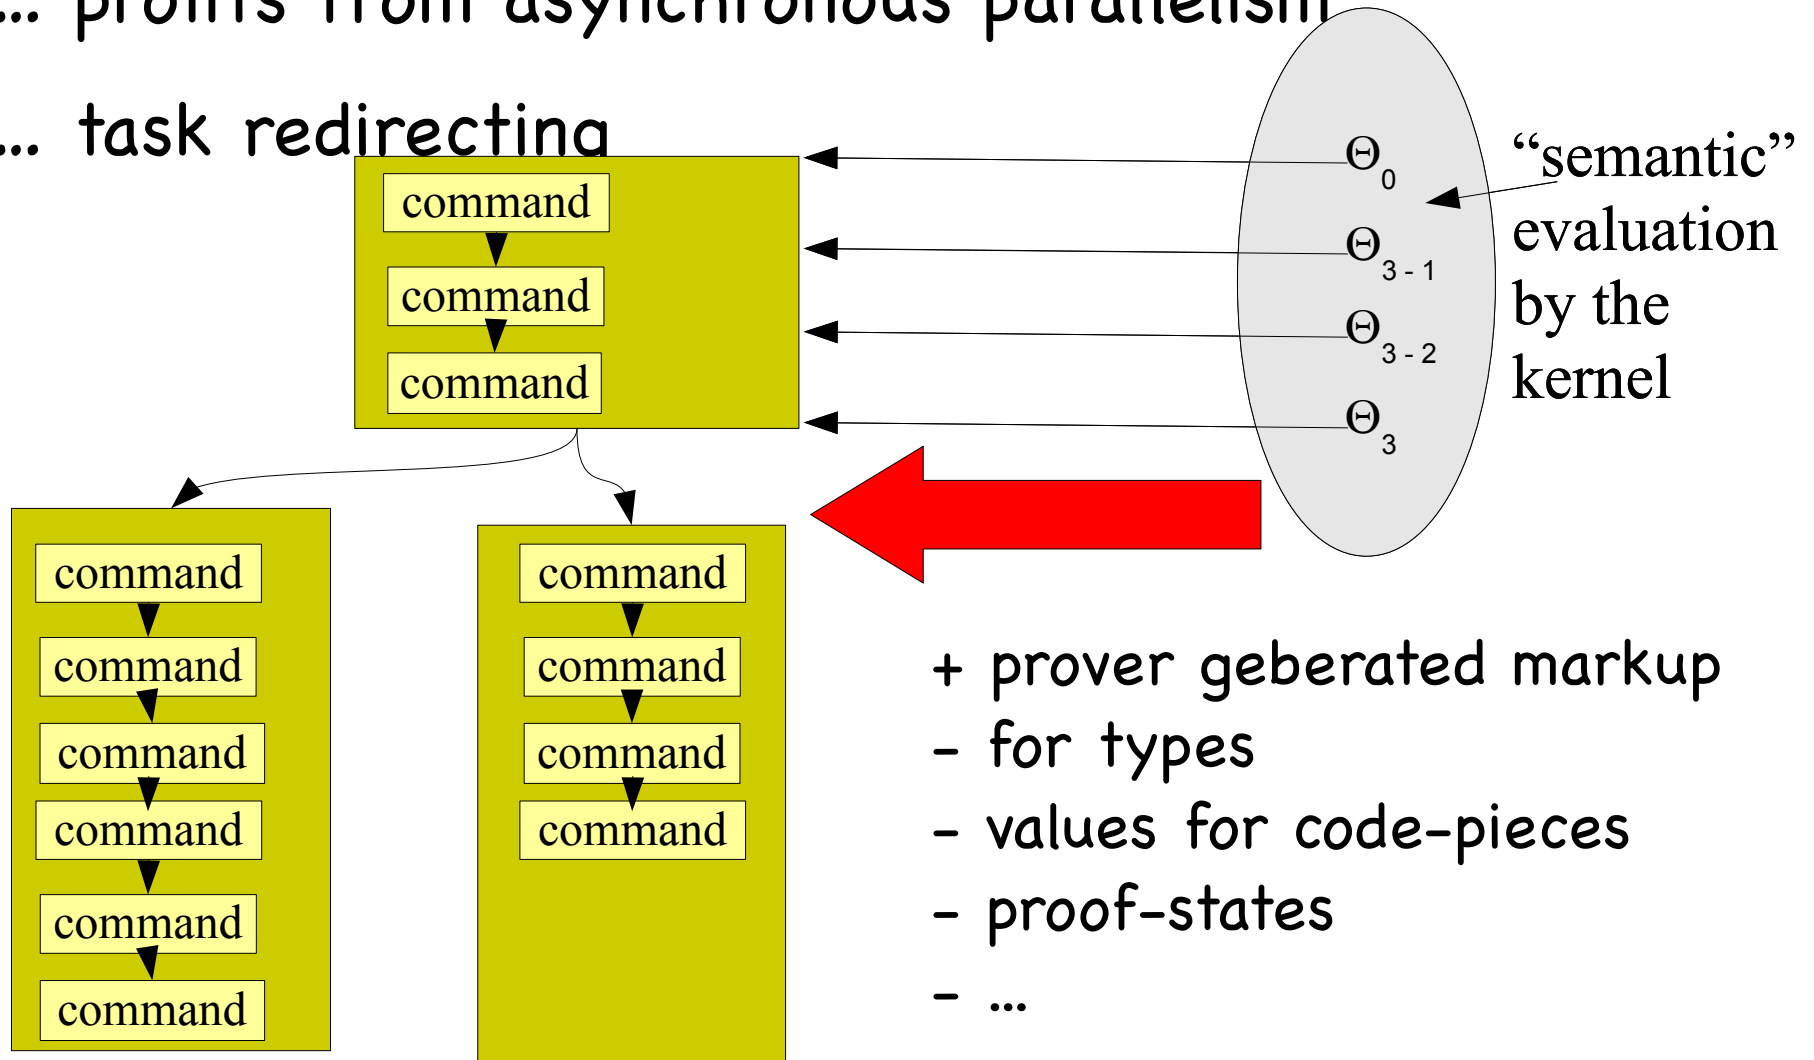 ... profits from asynchronous parallelism
... task redirecting
command
command
command
Θ0
Θ3 - 1
Θ3 - 2
Θ3
“semantic”
evaluation
by the
kernel
command
command
command
command
command
command
command
command
command
command
+ prover geberated markup
- for types
- values for code-pieces
- proof-states
- ...